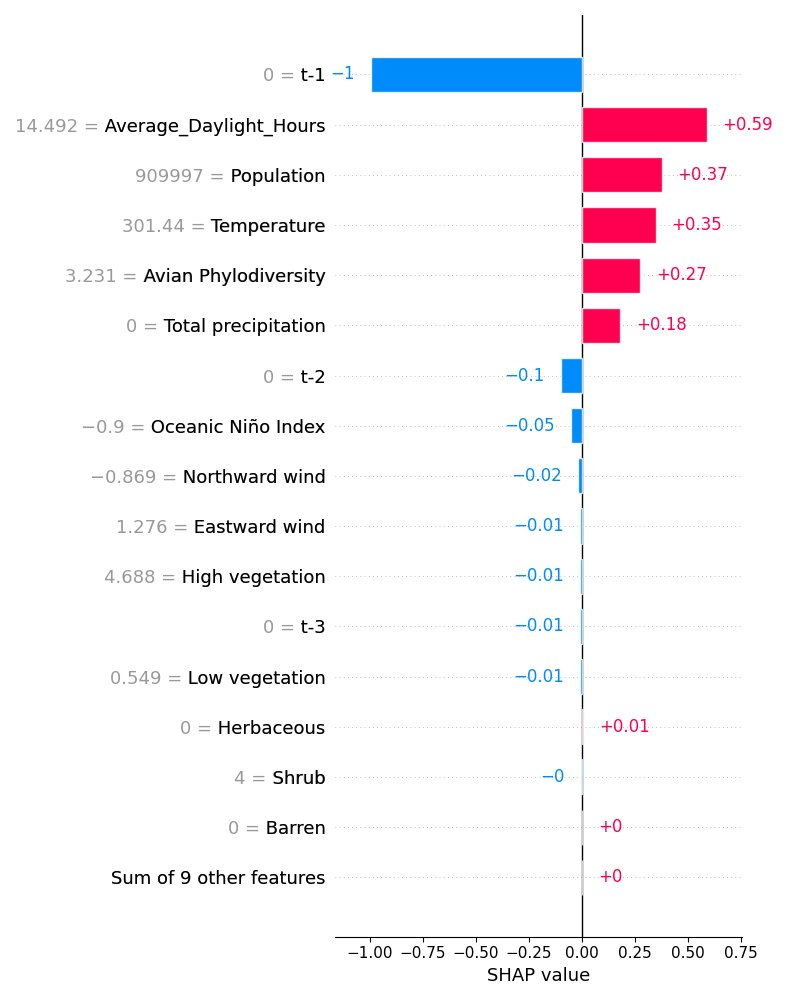 0 = t-1 −1
14.492 = Average_Daylight_Hours +0.59
909997 = Population +0.37
301.44 = Temperature +0.35
3.231 = Avian Phylodiversity +0.27
0 = Total precipitation +0.18
0 = t-2 −0.1
−0.9 = Oceanic Niño Index −0.05
−0.869 = Northward wind −0.02
1.276 = Eastward wind −0.01
4.688 = High vegetation −0.01
0 = t-3 −0.01
0.549 = Low vegetation −0.01
0 = Herbaceous +0.01
4 = Shrub −0
0 = Barren +0
Sum of 9 other features +0
−1.00 −0.75 −0.50 −0.25 0.00 0.25 0.50 0.75
SHAP value